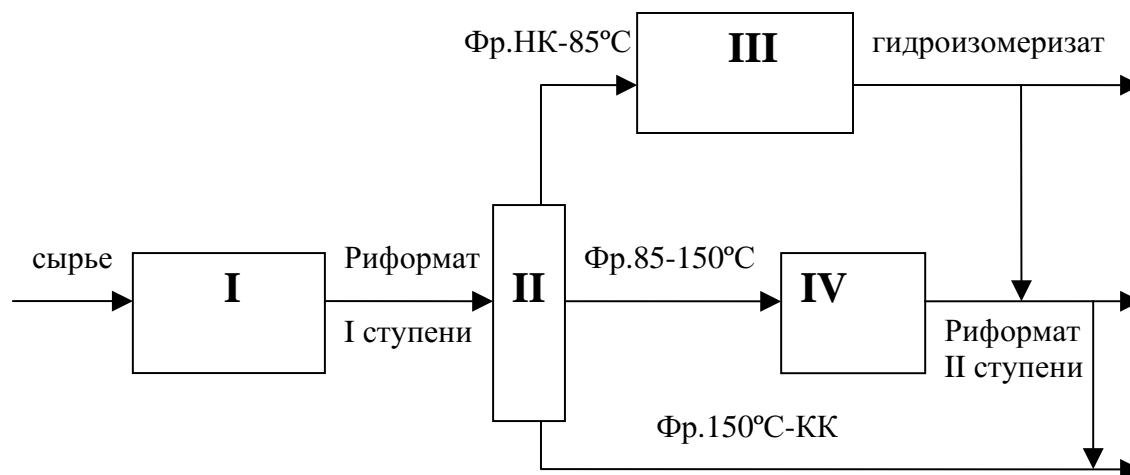 Фр.НК-85ºС
III
гидроизомеризат
сырье
I
Риформат
I ступени
II
Фр.85-150ºС
IV
Риформат
II ступени
Фр.150ºС-КК